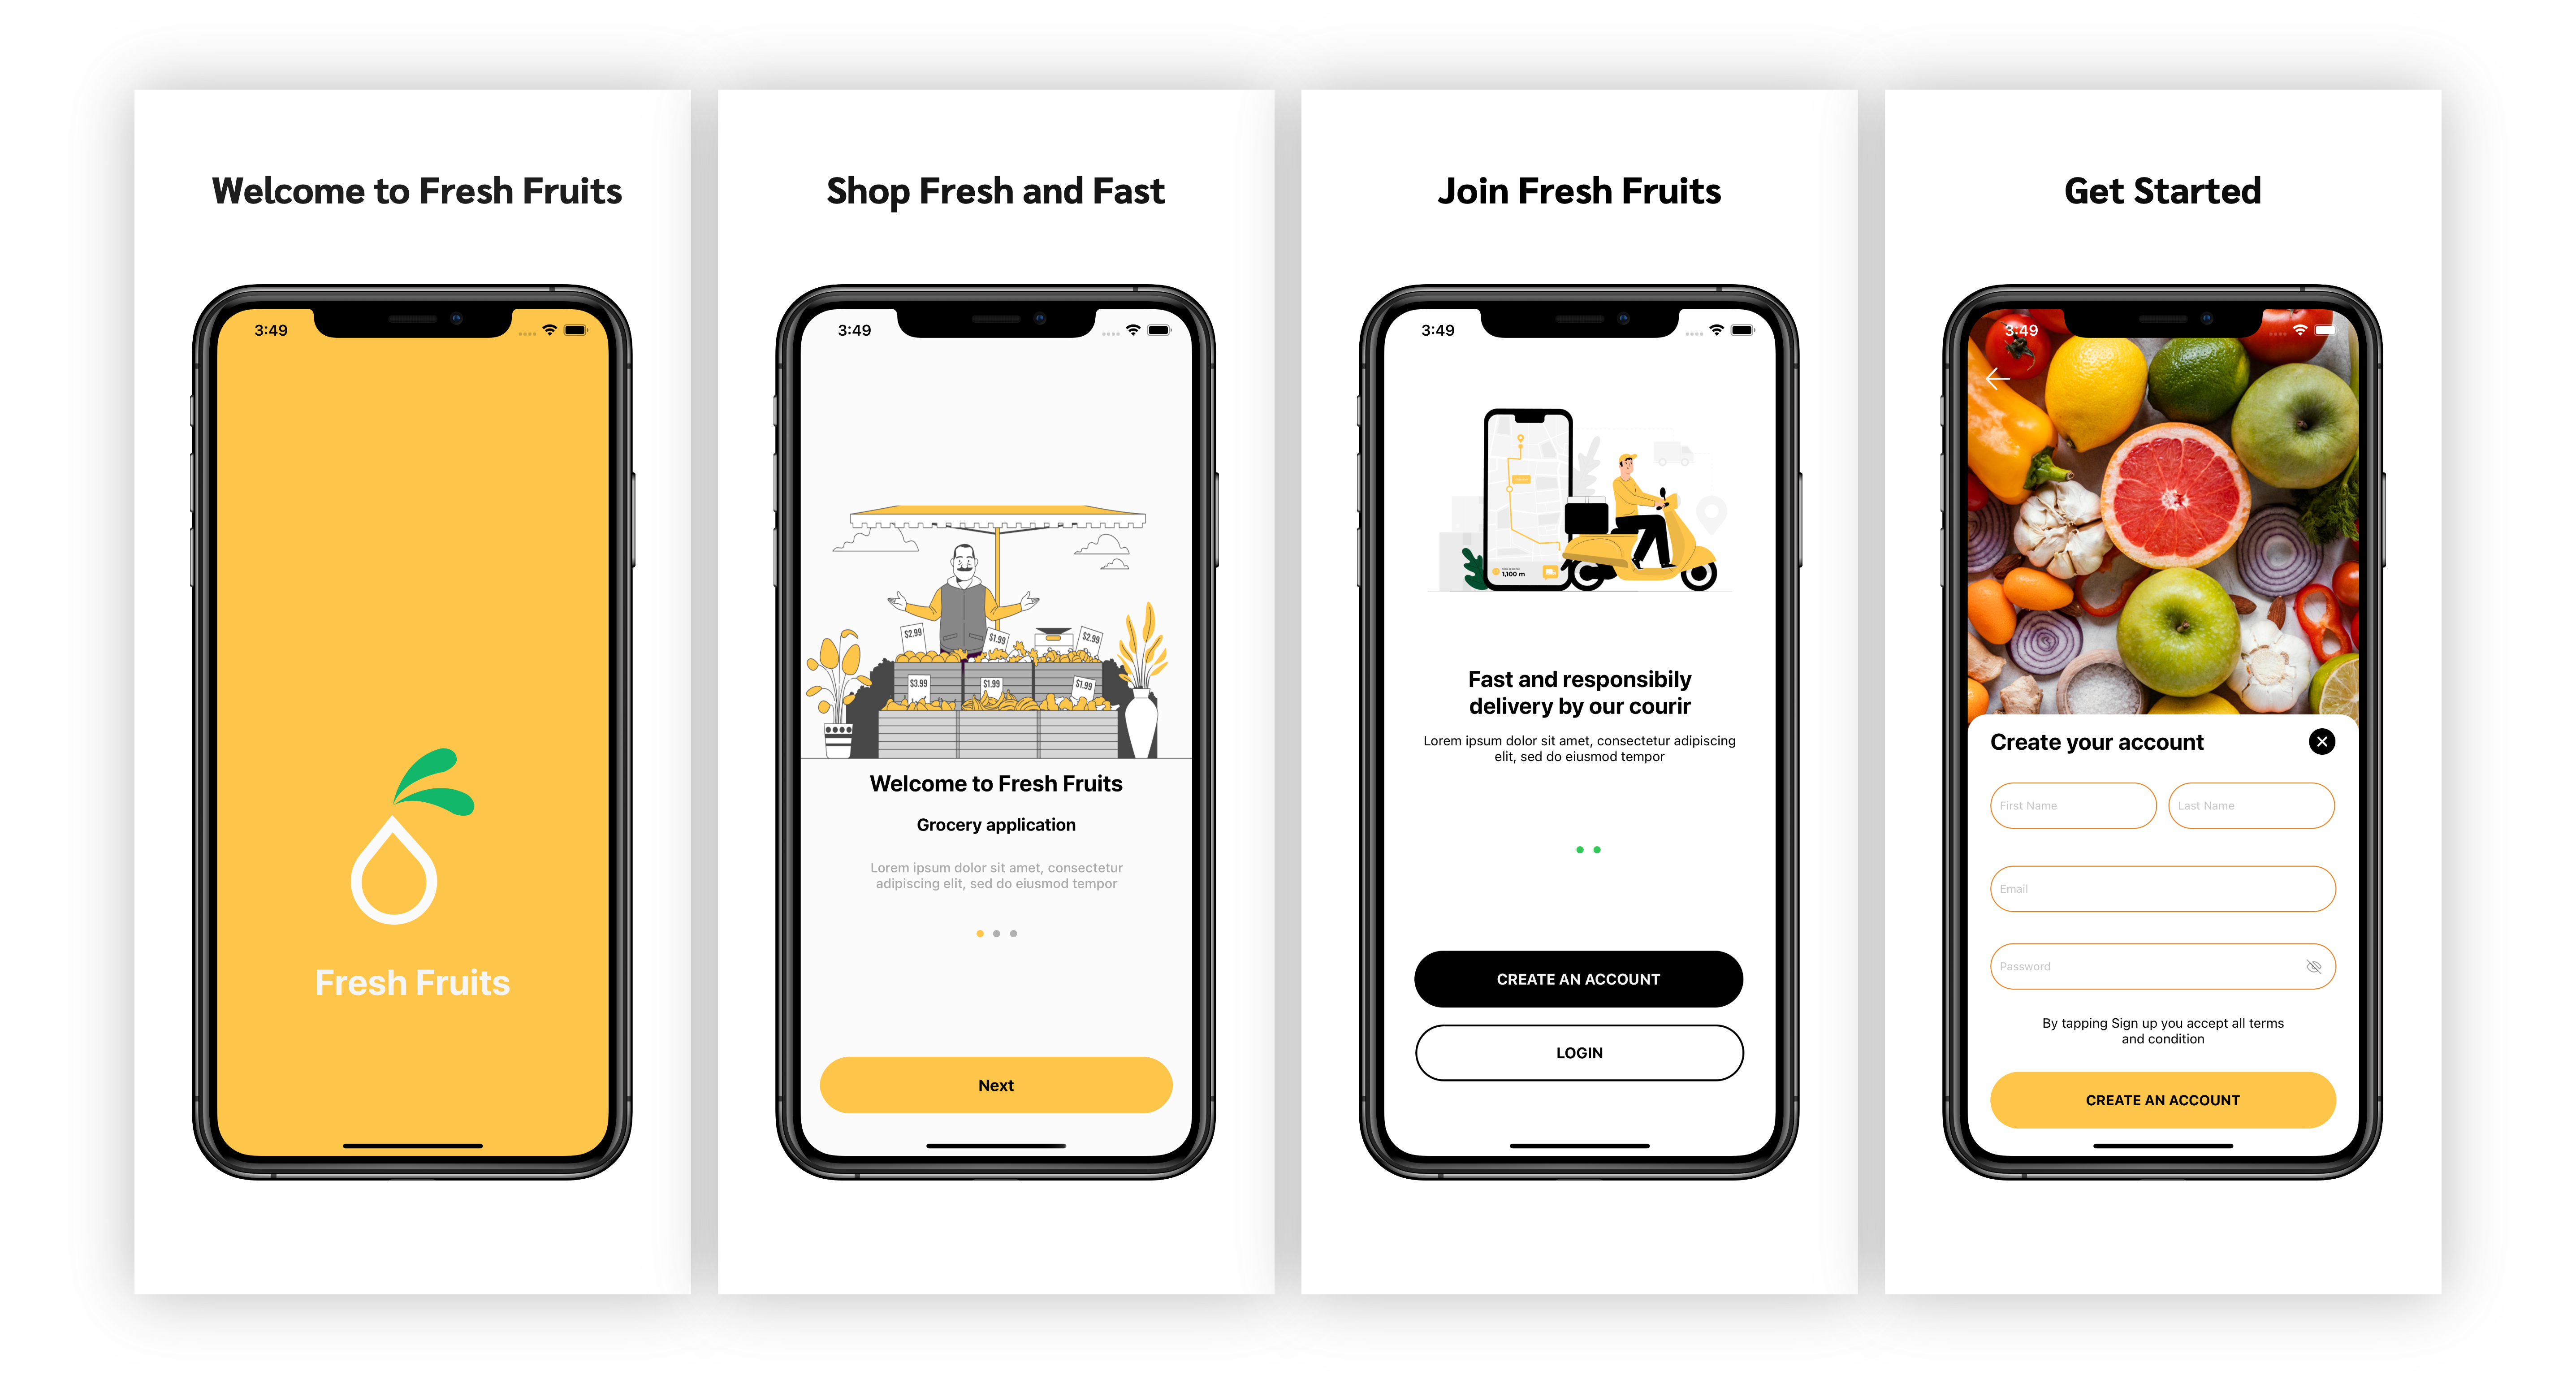 Welcome to Fresh Fruits
3:49
Fresh Fruits
Shop Fresh and Fast
3:49
$2.99
$1.99
$2.99
$3.99
$1.99
$1.99
Welcome to Fresh Fruits
Grocery application
Lorem ipsum dolor sit amet, consectetur
adipiscing elit, sed do eiusmod tempor
Next
Join Fresh Fruits
3:49
1,100 m
Fast and responsibily
delivery by our courir
Lorem ipsum dolor sit amet, consectetur adipiscing
elit, sed do eiusmod tempor
CREATE AN ACCOUNT
LOGIN
Get Started
3:49
Create your account
First Name
Last Name
Email
Password
By tapping Sign up you accept all terms
and condition
CREATE AN ACCOUNT